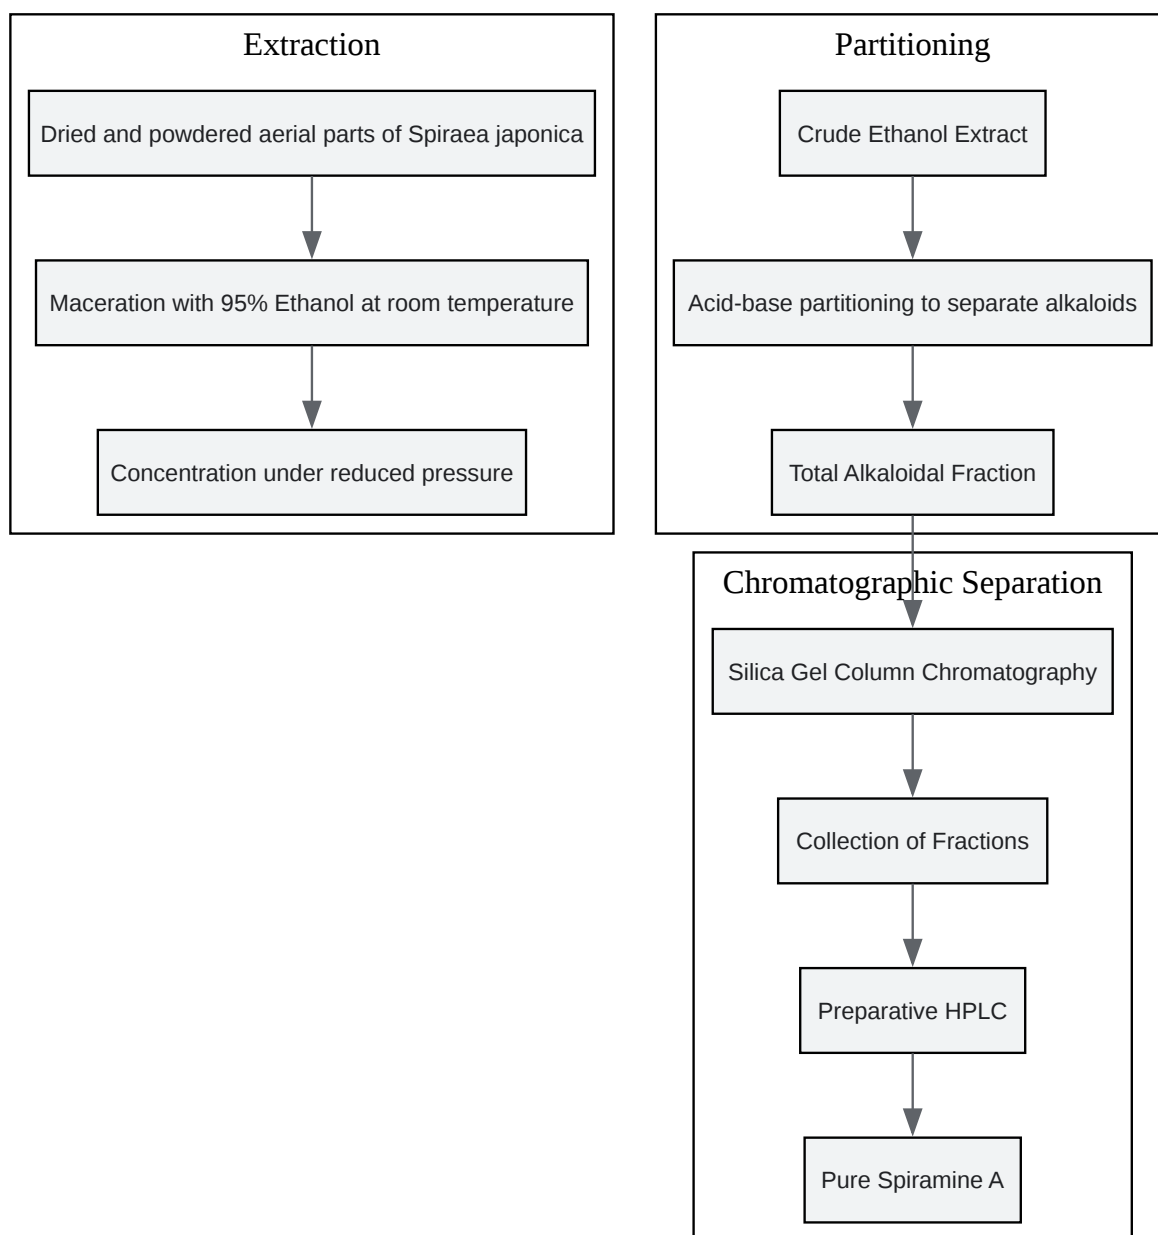 Extraction
Dried and powdered aerial parts of Spiraea japonica
Maceration with 95% Ethanol at room temperature
Concentration under reduced pressure
Partitioning
Crude Ethanol Extract
Acid-base partitioning to separate alkaloids
Total Alkaloidal Fraction
Chromatographic Separation
Silica Gel Column Chromatography
Collection of Fractions
Preparative HPLC
Pure Spiramine A